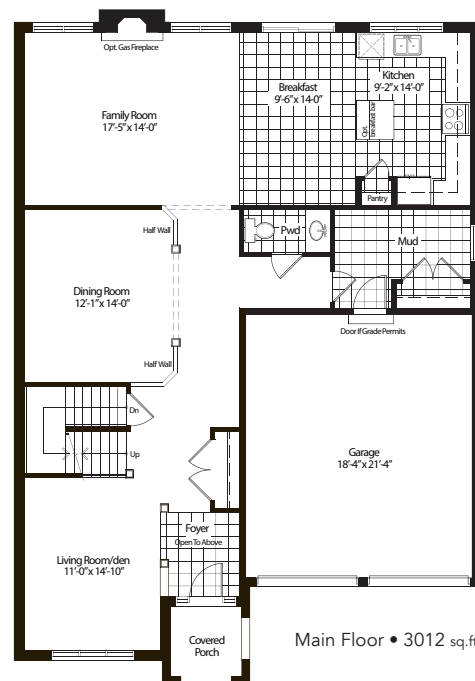 Opt. Gas Fireplace
Family Room
17'-5" x 14'-0"
Breakfast
9'-6" x 14-0"
Kitchen
9'-2" x 14'-0"
Opt.
breakfast bar
Pantry
Half Wall
Pwd
Mud
Dining Room
12'-1" x 14'-0"
Half Wall
Door If Grade Permits
Dn
Up
Garage
18'-4" x 21'-4"
Foyer
Open To Above
Living Room/den
11'-0" x 14'-10"
Covered
Porch
Main Floor • 3012 sq.ft